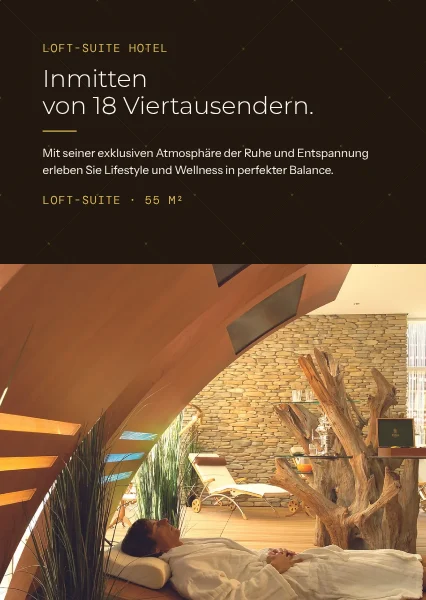 LOFT-SUITE HOTEL
Inmitten
von 18 Viertausendern.
Mit seiner exklusiven Atmosphäre der Ruhe und Entspannung
erleben Sie Lifestyle und Wellness in perfekter Balance.
LOFT-SUITE · 55 M²